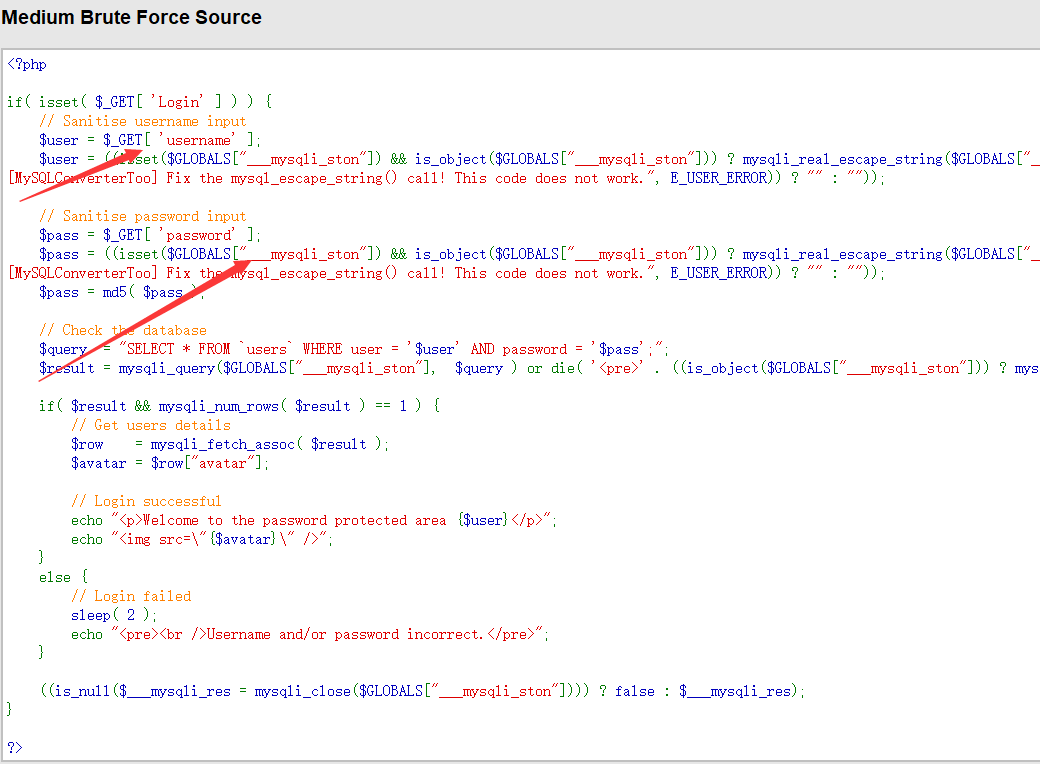 Medium Brute Force Source
<?php
if( isset( $_GET[ 'Login' ] ) ) {
// Sanitise username input
$user = $_GET[ 'username' ];
$user = ((isset($GLOBALS["___mysqli_ston"]) && is_object($GLOBALS["___mysqli_ston"])) ? mysqli_real_escape_string($GLOBALS["_
[MySQLConverterToo] Fix the mysql_escape_string() call! This code does not work.", E_USER_ERROR)) ? "" : ""));
// Sanitise password input
$pass = $_GET[ 'password' ];
$pass = ((isset($GLOBALS["___mysqli_ston"]) && is_object($GLOBALS["___mysqli_ston"])) ? mysqli_real_escape_string($GLOBALS["_
[MySQLConverterToo] Fix the mysql_escape_string() call! This code does not work.", E_USER_ERROR)) ? "" : ""));
$pass = md5( $pass );
// Check the database
$query = "SELECT * FROM `users` WHERE user = '$user' AND password = '$pass';";
$result = mysqli_query($GLOBALS["___mysqli_ston"], $query ) or die( '<pre>' . ((is_object($GLOBALS["___mysqli_ston"])) ? mys
if( $result && mysqli_num_rows( $result ) == 1 ) {
// Get users details
$row = mysqli_fetch_assoc( $result );
$avatar = $row["avatar"];
// Login successful
echo "<p>Welcome to the password protected area {$user}</p>";
echo "<img src=\"{$avatar}\" />";
}
else {
// Login failed
sleep( 2 );
echo "<pre><br />Username and/or password incorrect.</pre>";
}
((is_null($___mysqli_res = mysqli_close($GLOBALS["___mysqli_ston"]))) ? false : $___mysqli_res);
}
?>